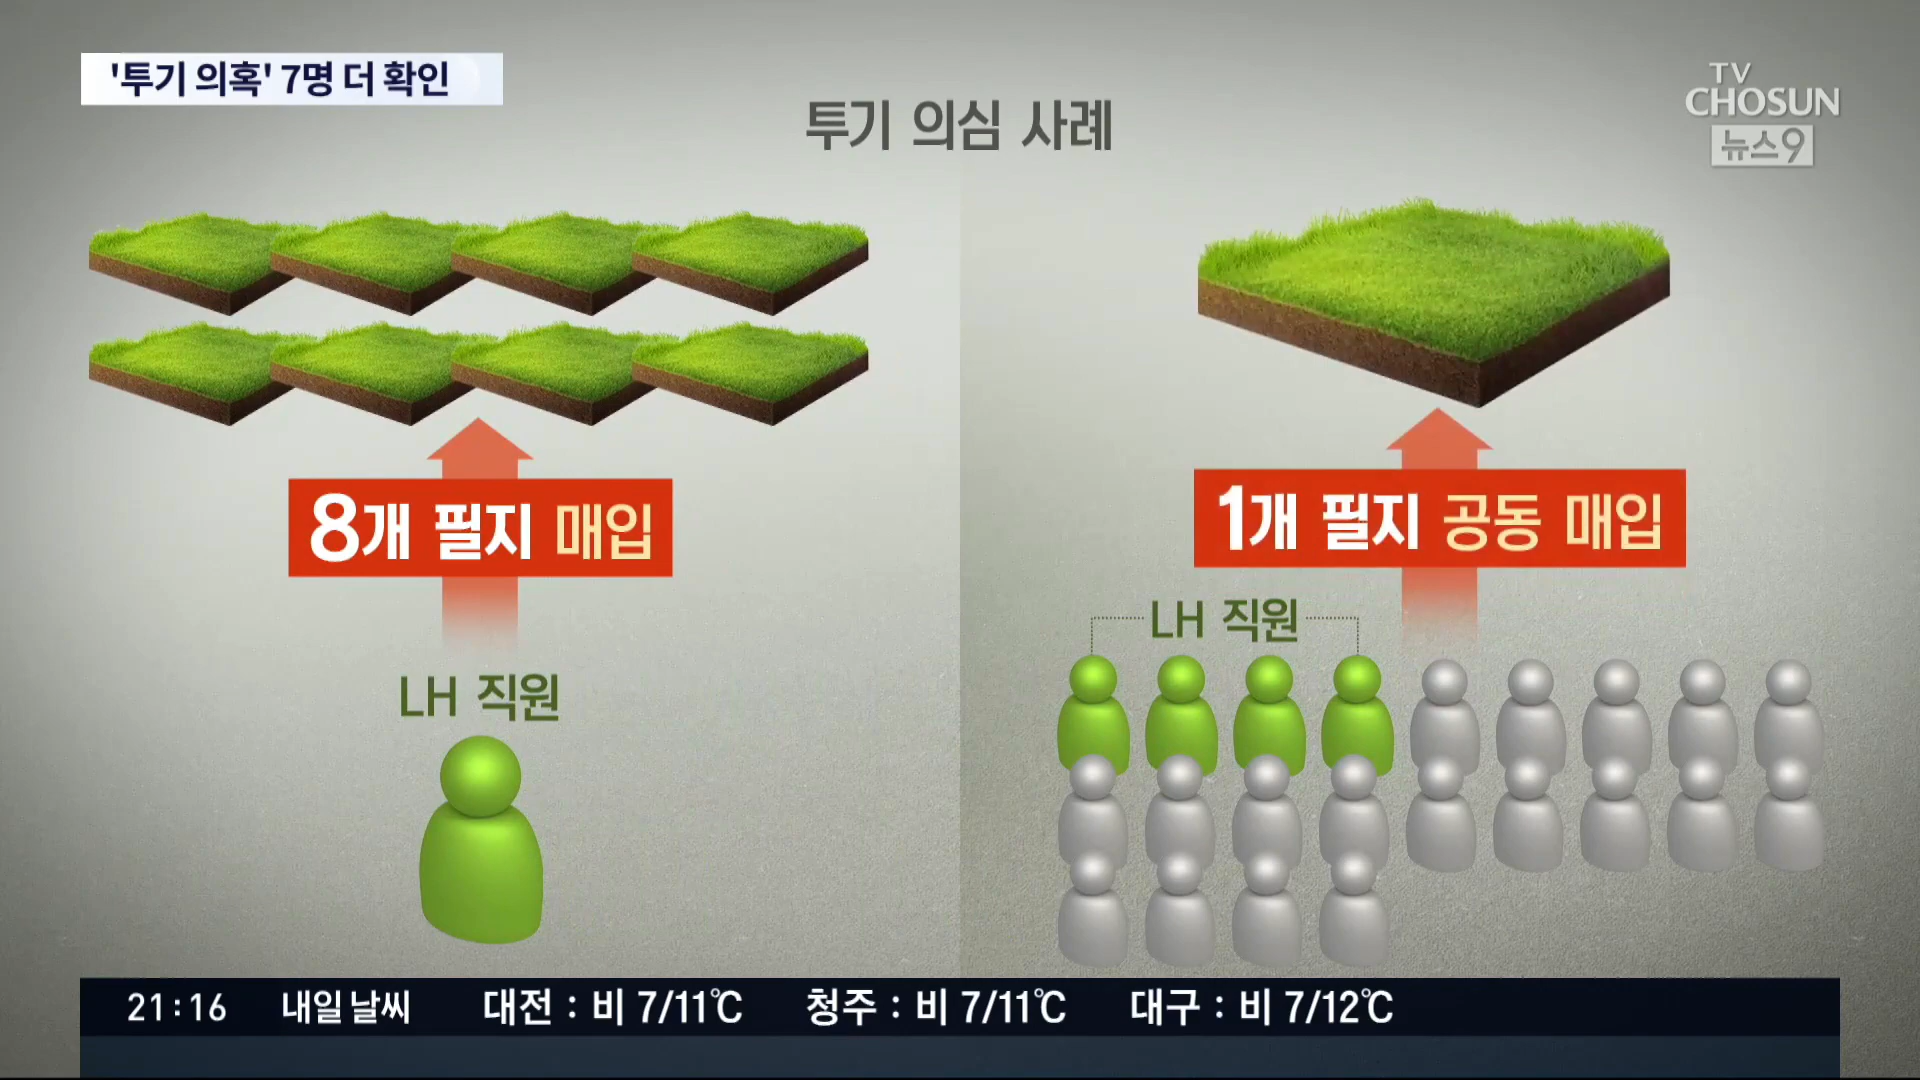 '투기 의혹' 7명 더 확인
TV
CHOSUN
뉴스9
투기 의심 사례
8개 필지 매입
LH 직원
1개 필지 공동 매입
LH 직원
21:16 내일 날씨 대전 : 비 7/11℃ 청주 : 비 7/11℃ 대구 : 비 7/12℃